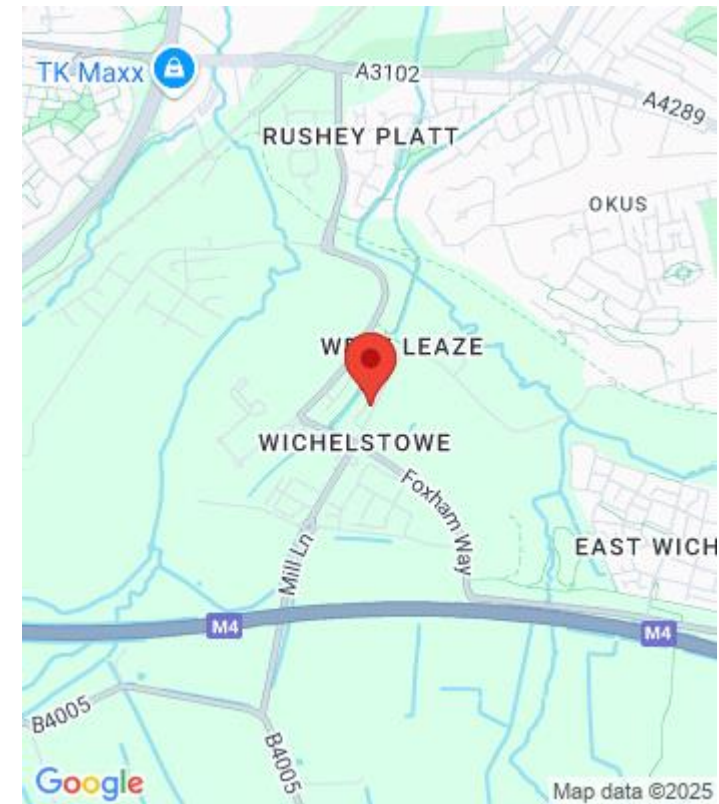 TK Maxx
A3102
A4289
RUSHEY PLATT
OKUS
LEAZE
WICHELSTOWE
Foxham Way
EAST WICH
Mill Ln
M4
M4
B4005
B4005
Google
Map data ©2025